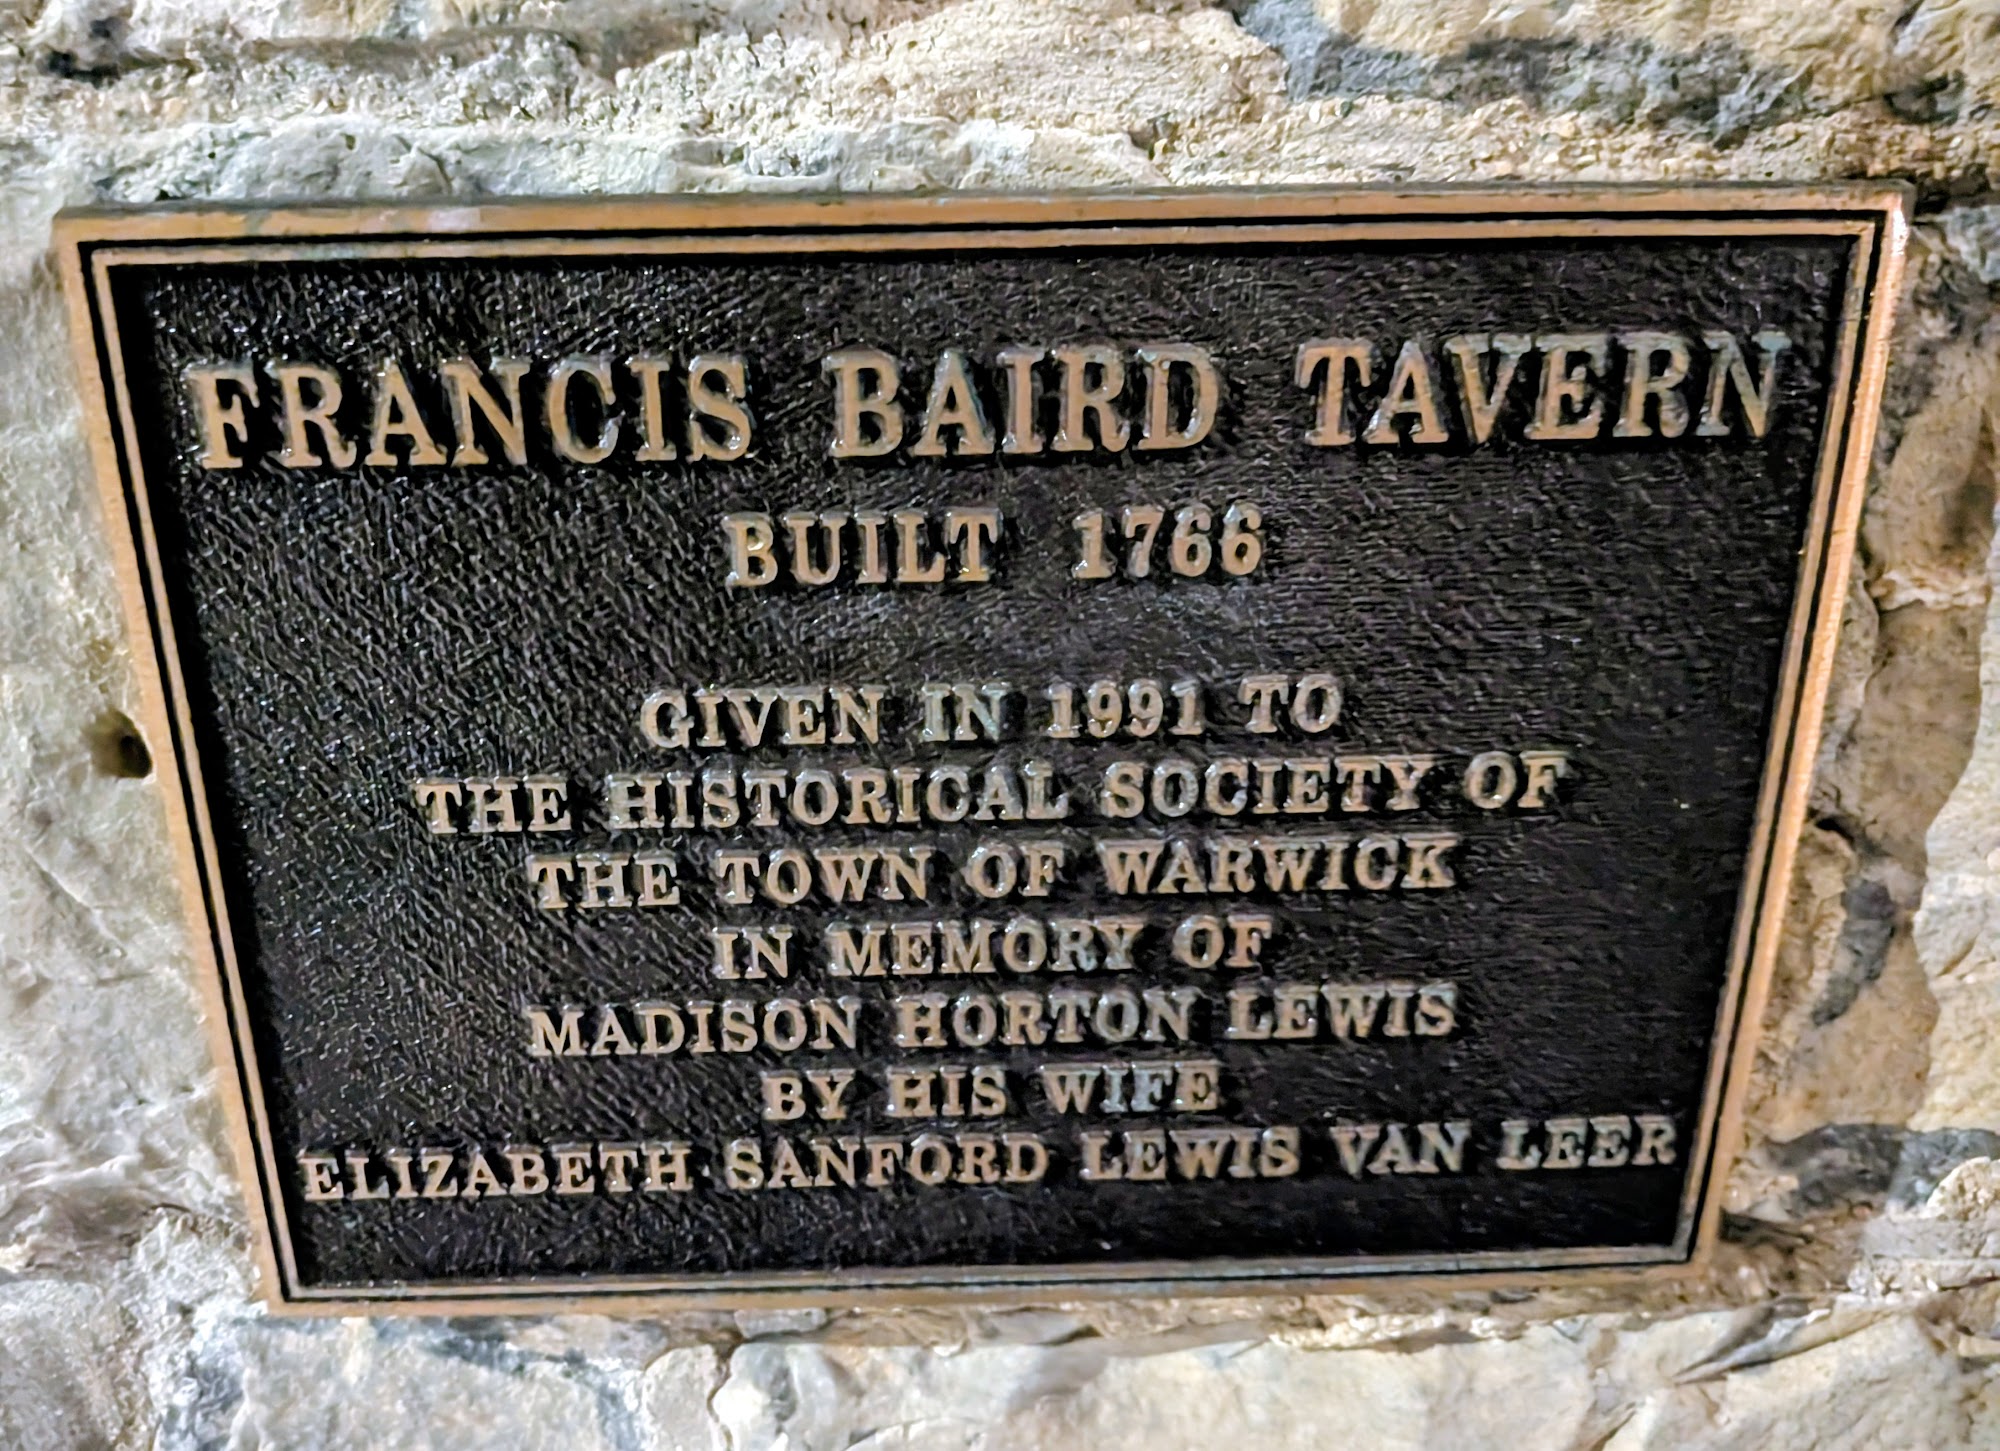 FRANCIS BAIRD TAVERN
BUILT 1766
GIVEN IN 1991 TO
THE HISTORICAL SOCIETY OF
THE TOWN OF WARWICK
IN MEMORY OF
MADISON HORTON LEWIS
BY HIS WIFE
ELIZABETH SANFORD LEWIS VAN LEER